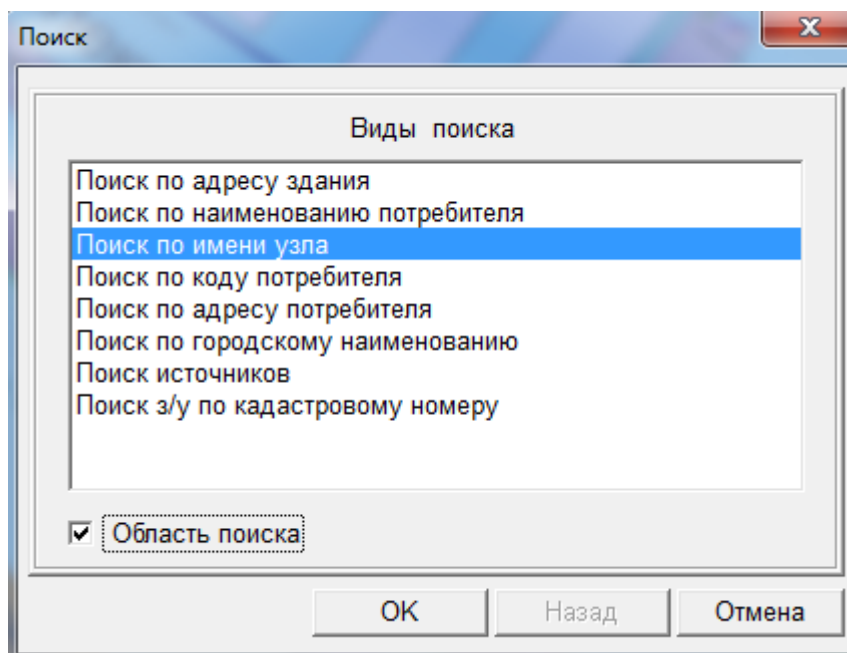 Поиск
Виды поиска
Поиск по адресу здания
Поиск по наименованию потребителя
Поиск по имени узла
Поиск по коду потребителя
Поиск по адресу потребителя
Поиск по городскому наименованию
Поиск источников
Поиск з/у по кадастровому номеру
Область поиска
OK
Назад
Отмена